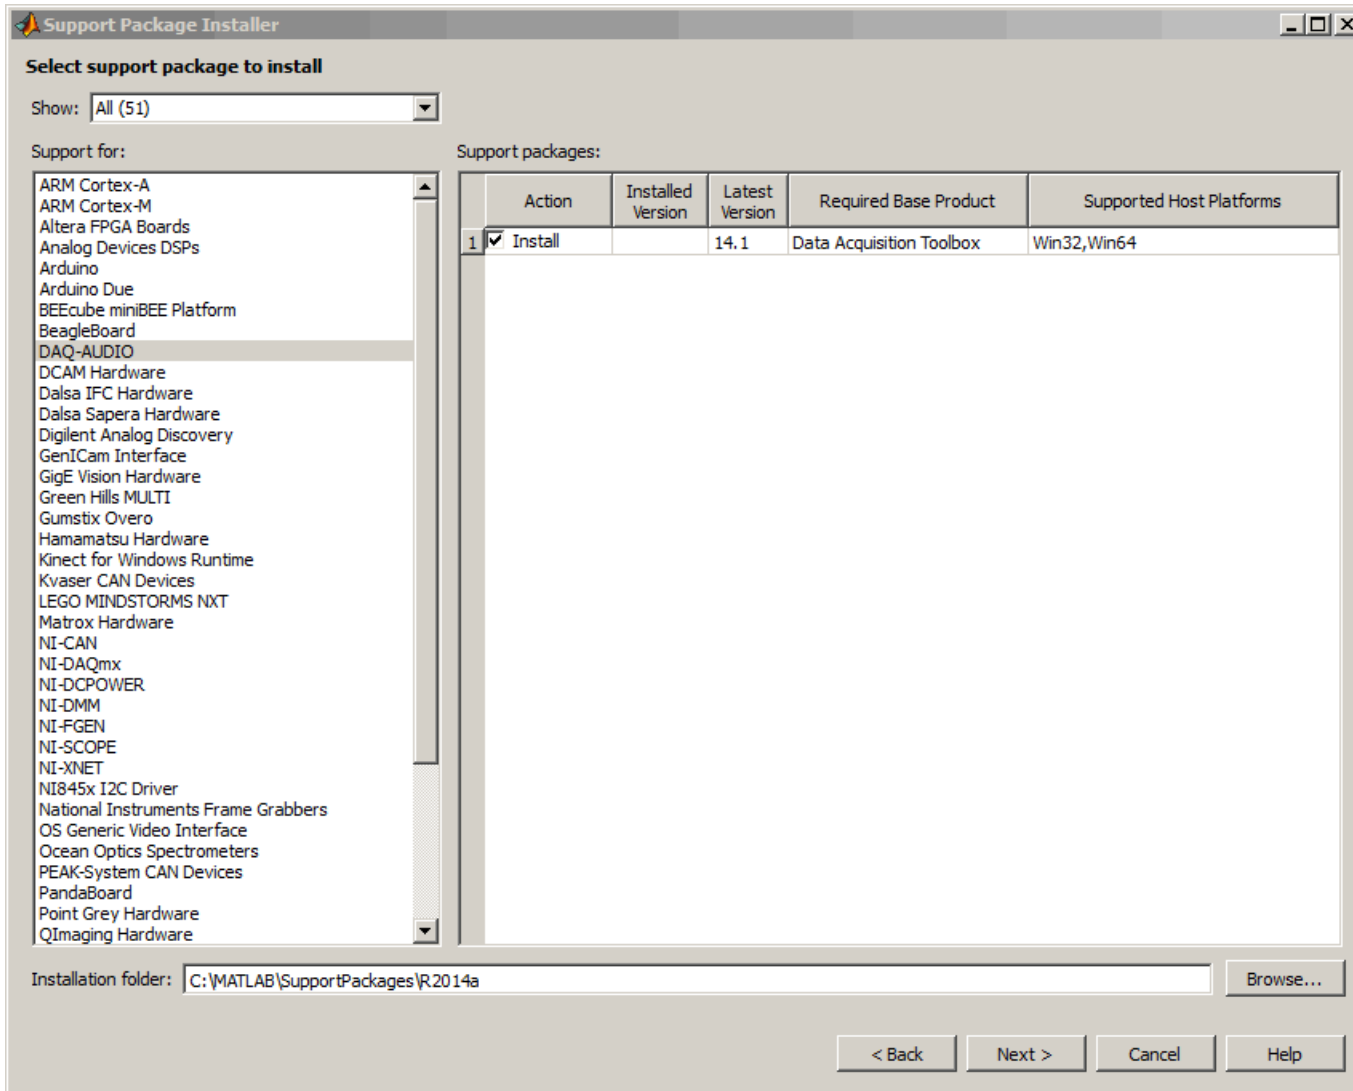 Support Package Installer
Select support package to install
Show: All (51)
Support for:
ARM Cortex-A
ARM Cortex-M
Altera FPGA Boards
Analog Devices DSPs
Arduino
Arduino Due
BEEcube miniBEE Platform
BeagleBoard
DAQ-AUDIO
DCAM Hardware
Dalsa IFC Hardware
Dalsa Sapera Hardware
Digilent Analog Discovery
GenICam Interface
GigE Vision Hardware
Green Hills MULTI
Gumstix Overo
Hamamatsu Hardware
Kinect for Windows Runtime
Kvaser CAN Devices
LEGO MINDSTORMS NXT
Matrox Hardware
NI-CAN
NI-DAQmx
NI-DCPOWER
NI-DMM
NI-FGEN
NI-SCOPE
NI-XNET
NI845x I2C Driver
National Instruments Frame Grabbers
OS Generic Video Interface
Ocean Optics Spectrometers
PEAK-System CAN Devices
PandaBoard
Point Grey Hardware
QImaging Hardware
Support packages:
Action Installed Version Latest Version Required Base Product Supported Host Platforms
1 Install 14.1 Data Acquisition Toolbox Win32,Win64
Installation folder: C:\MATLAB\SupportPackages\R2014a Browse...
< Back Next > Cancel Help